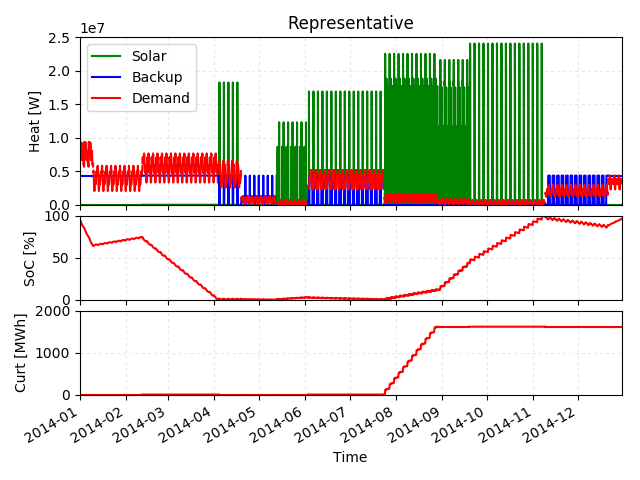 Representative
1e7
Heat [W]
2.5
2.0
1.5
1.0
0.5
0.0
Solar
Backup
Demand
SoC [%]
100
50
0
Curt [MWh]
2000
1000
0
2014-01
2014-02
2014-03
2014-04
2014-05
2014-06
2014-07
2014-08
2014-09
2014-10
2014-11
2014-12
Time